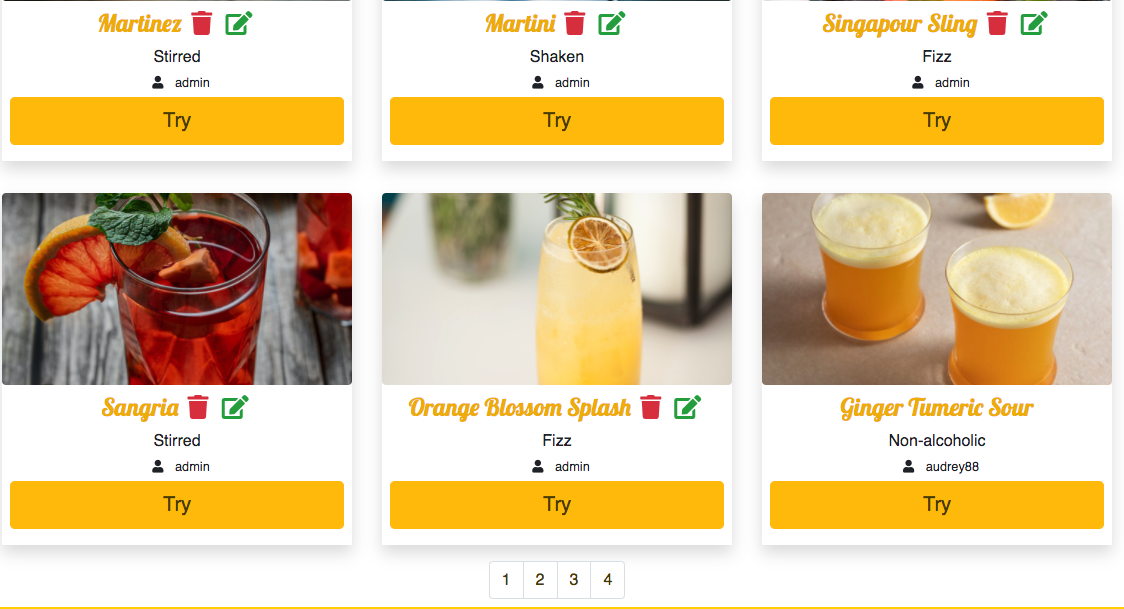 Martinez
Martini
Singapour Sling
Stirred
Shaken
Fizz
admin
admin
admin
Try
Try
Try
Sangria
Orange Blossom Splash
Ginger Tumeric Sour
Stirred
Fizz
Non-alcoholic
admin
admin
audrey88
Try
Try
Try
1 2 3 4